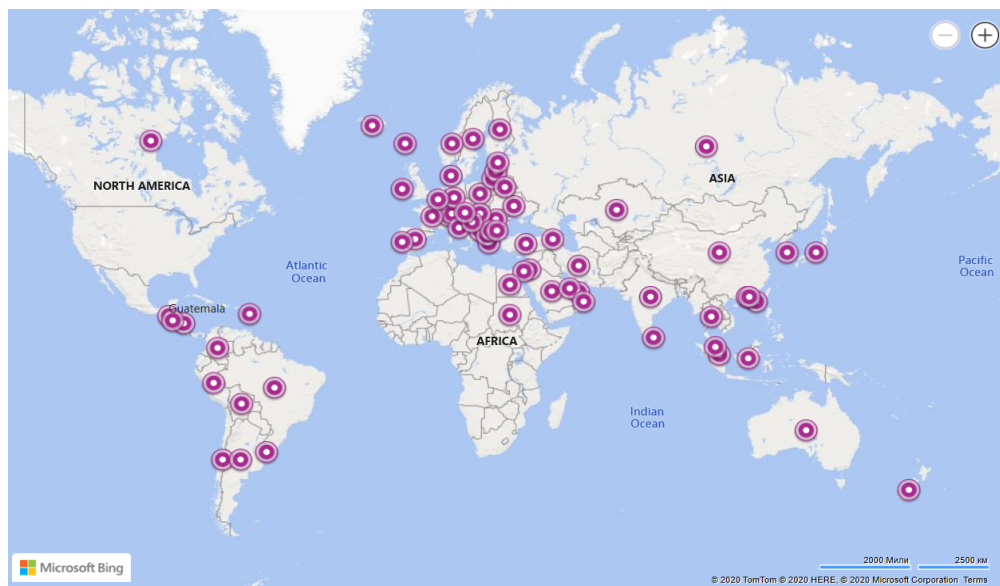 NORTH AMERICA
ASIA
Atlantic
Ocean
Pacific
Ocean
Guatemala
AFRICA
Indian
Ocean
AUSTRALIA
Microsoft Bing
2000 Мили
2500 км
© 2020 TomTom © 2020 HERE, © 2020 Microsoft Corporation Terms